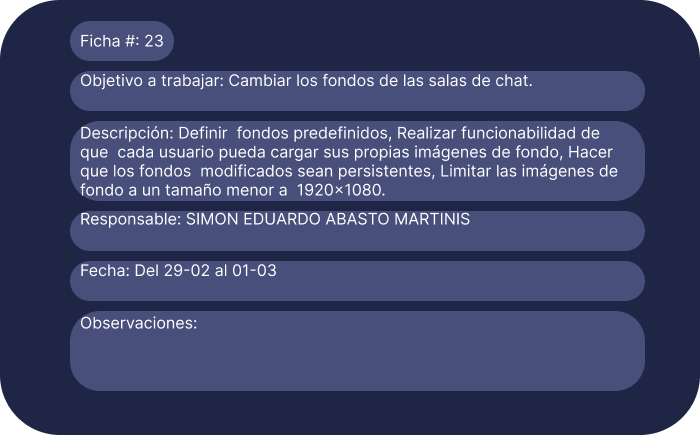 Ficha #: 23
Objetivo a trabajar: Cambiar los fondos de las salas de chat.
Descripción: Definir  fondos predefinidos, Realizar funcionabilidad de
que  cada usuario pueda cargar sus propias imágenes de fondo, Hacer
que los fondos  modificados sean persistentes, Limitar las imágenes de
fondo a un tamaño menor a  1920×1080.
Responsable: SIMON EDUARDO ABASTO MARTINIS
Fecha: Del 29-02 al 01-03
Observaciones: